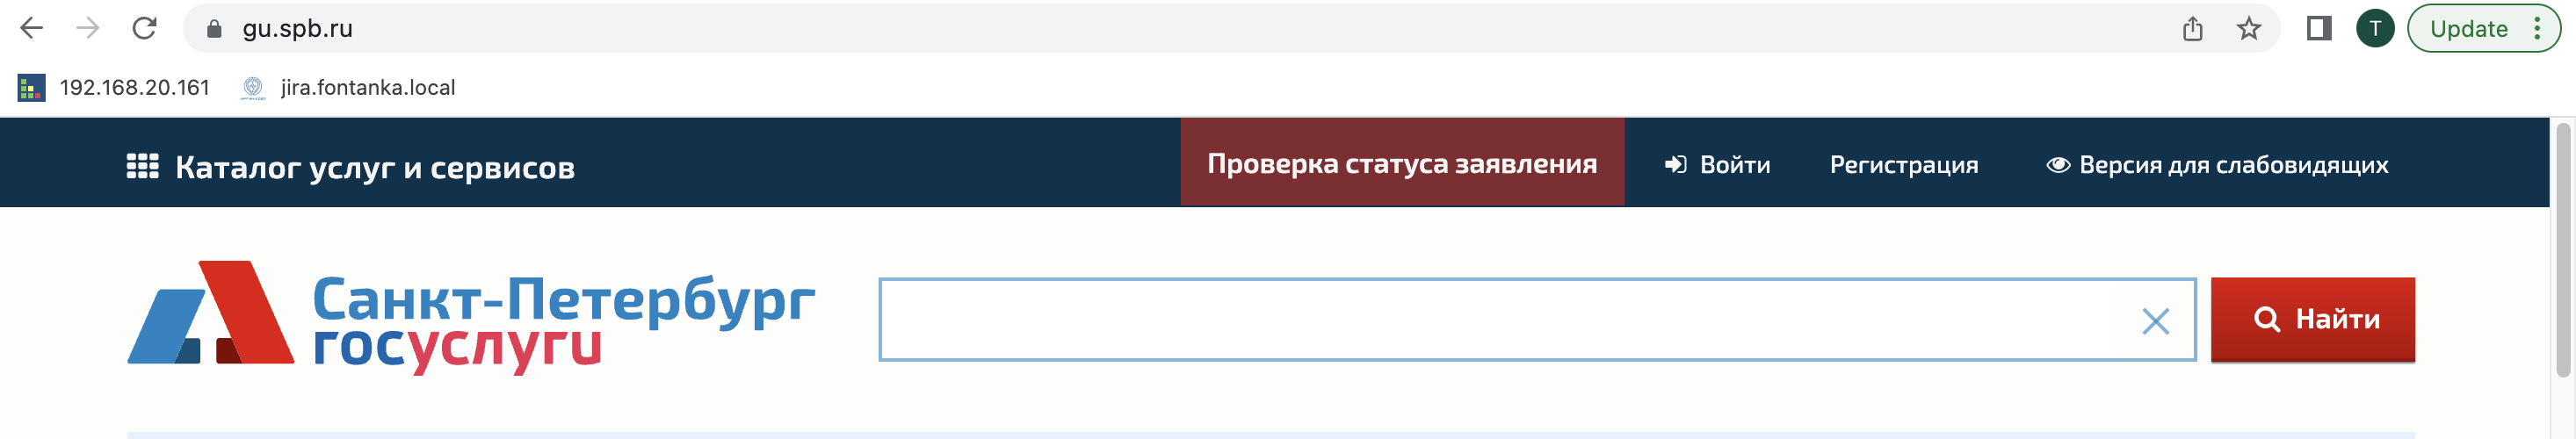 gu.spb.ru
T
Update
192.168.20.161
jira.fontanka.local
Каталог услуг и сервисов
Проверка статуса заявления
Войти
Регистрация
Версия для слабовидящих
Санкт-Петербург
госуслуги
Найти